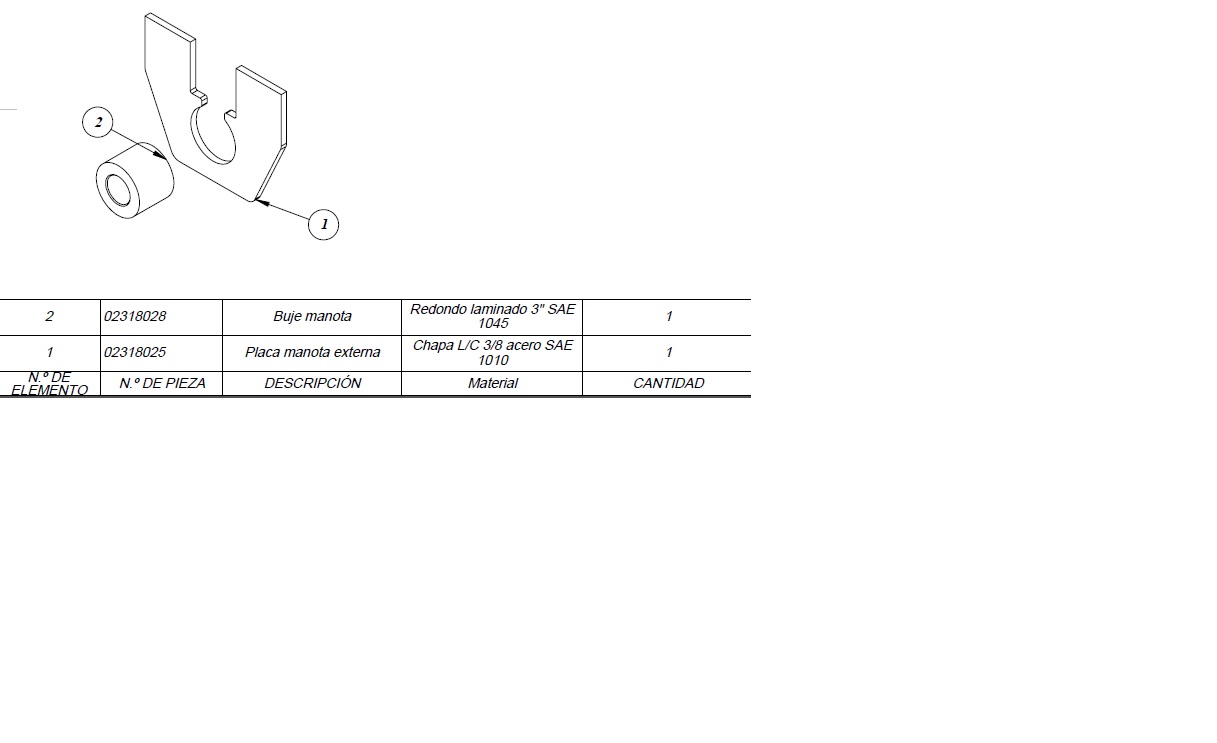 2
1
2 02318028 Buje manota Redondo laminado 3" SAE 1045 1
1 02318025 Placa manota externa Chapa L/C 3/8 acero SAE 1010 1
N.º DE ELEMENTO N.º DE PIEZA DESCRIPCIÓN Material CANTIDAD